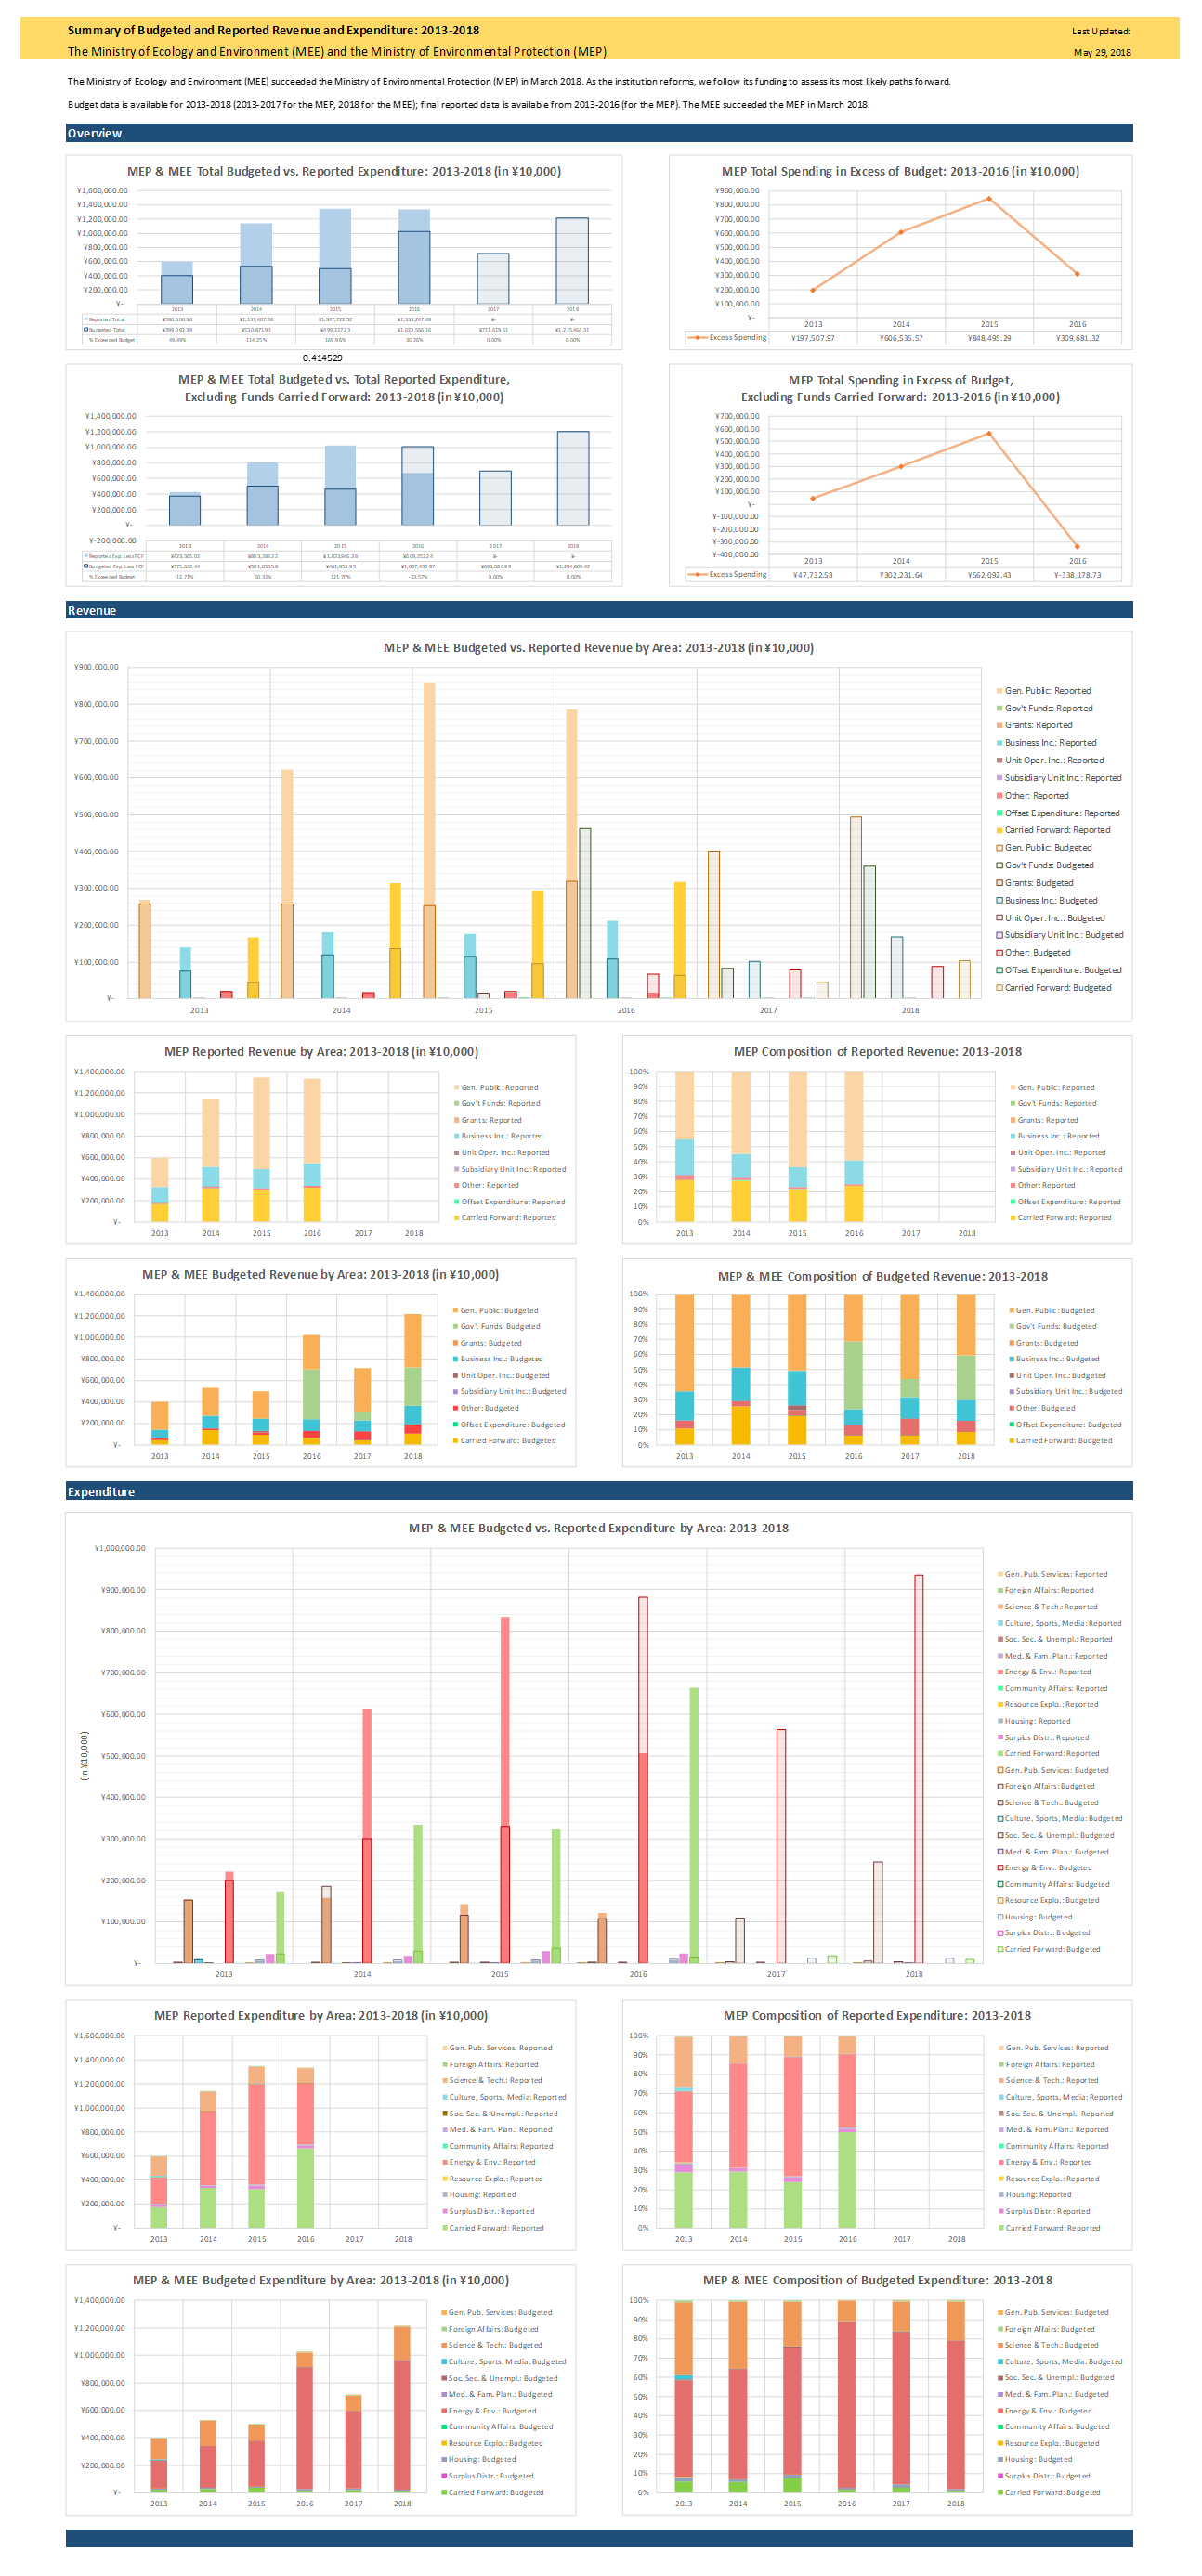 Summary of Budgeted and Reported Revenue and Expenditure: 2013-2018
Last Updated:
The Ministry of Ecology and Environment (MEE) and the Ministry of Environmental Protection (MEP)
May 29, 2018
The Ministry of Ecology and Environment (MEE) succeeded the Ministry of Environmental Protection (MEP) in March 2018. As the institution reforms, we follow its funding to assess its most likely paths forward.
Budget data is available for 2013-2018 (2013-2017 for the MEP, 2018 for the MEE); final reported data is available from 2013-2016 (for the MEP). The MEE succeeded the MEP in March 2018.
Overview
MEP & MEE Total Budgeted vs. Reported Expenditure: 2013-2018 (in ¥10,000)
¥1,600,000.00
¥1,400,000.00
¥1,200,000.00
¥1,000,000.00
¥800,000.00
¥600,000.00
¥400,000.00
¥200,000.00
¥-
2013 2014 2015 2016 2017 2018
Reported Total ¥1,137,407.48 ¥1,347,722.52 ¥1,333,247.48 ¥- ¥-
Budgeted Total
% Exceeded Budget 49.49% 114.25% 169.96% 30.26% 0.00% 0.00%
0.414529
MEP Total Spending in Excess of Budget: 2013-2016 (in ¥10,000)
¥900,000.00
¥800,000.00
¥700,000.00
¥600,000.00
¥500,000.00
¥400,000.00
¥300,000.00
¥200,000.00
¥100,000.00
¥-
2013 2014 2015 2016
Excess Spending ¥197,507.97 ¥606,535.57 ¥848,495.29 ¥309,681.32
MEP & MEE Total Budgeted vs. Total Reported Expenditure,
Excluding Funds Carried Forward: 2013-2018 (in ¥10,000)
¥1,400,000.00
¥1,200,000.00
¥1,000,000.00
¥800,000.00
¥600,000.00
¥400,000.00
¥200,000.00
¥-
¥-200,000.00
2013 2014 2015 2016 2017 2018
Reported Exp. Less FCF ¥- ¥-
Budgeted Exp. Less FCF
% Exceeded Budget 12.71% 60.32% 121.70% -33.57% 0.00% 0.00%
MEP Total Spending in Excess of Budget,
Excluding Funds Carried Forward: 2013-2016 (in ¥10,000)
¥700,000.00
¥600,000.00
¥500,000.00
¥400,000.00
¥300,000.00
¥200,000.00
¥100,000.00
¥-
¥-100,000.00
¥-200,000.00
¥-300,000.00
¥-400,000.00
2013 2014 2015 2016
Excess Spending ¥47,732.58 ¥302,231.64 ¥562,092.43 ¥-338,178.73
Revenue
MEP & MEE Budgeted vs. Reported Revenue by Area: 2013-2018 (in ¥10,000)
¥900,000.00
¥800,000.00
¥700,000.00
¥600,000.00
¥500,000.00
¥400,000.00
¥300,000.00
¥200,000.00
¥100,000.00
¥-
2013 2014 2015 2016 2017 2018
Gen. Public: Reported
Gov't Funds: Reported
Grants: Reported
Business Inc.: Reported
Unit Oper. Inc.: Reported
Subsidiary Unit Inc.: Reported
Other: Reported
Offset Expenditure: Reported
Carried Forward: Reported
Gen. Public: Budgeted
Gov't Funds: Budgeted
Grants: Budgeted
Business Inc.: Budgeted
Unit Oper. Inc.: Budgeted
Subsidiary Unit Inc.: Budgeted
Other: Budgeted
Offset Expenditure: Budgeted
Carried Forward: Budgeted
MEP Reported Revenue by Area: 2013-2018 (in ¥10,000)
¥1,400,000.00
¥1,200,000.00
¥1,000,000.00
¥800,000.00
¥600,000.00
¥400,000.00
¥200,000.00
¥-
2013 2014 2015 2016 2017 2018
Gen. Public: Reported
Gov't Funds: Reported
Grants: Reported
Business Inc.: Reported
Unit Oper. Inc.: Reported
Subsidiary Unit Inc.: Reported
Other: Reported
Offset Expenditure: Reported
Carried Forward: Reported
MEP Composition of Reported Revenue: 2013-2018
100%
90%
80%
70%
60%
50%
40%
30%
20%
10%
0%
2013 2014 2015 2016 2017 2018
Gen. Public: Reported
Gov't Funds: Reported
Grants: Reported
Business Inc.: Reported
Unit Oper. Inc.: Reported
Subsidiary Unit Inc.: Reported
Other: Reported
Offset Expenditure: Reported
Carried Forward: Reported
MEP & MEE Budgeted Revenue by Area: 2013-2018 (in ¥10,000)
¥1,400,000.00
¥1,200,000.00
¥1,000,000.00
¥800,000.00
¥600,000.00
¥400,000.00
¥200,000.00
¥-
2013 2014 2015 2016 2017 2018
Gen. Public: Budgeted
Gov't Funds: Budgeted
Grants: Budgeted
Business Inc.: Budgeted
Unit Oper. Inc.: Budgeted
Subsidiary Unit Inc.: Budgeted
Other: Budgeted
Offset Expenditure: Budgeted
Carried Forward: Budgeted
MEP & MEE Composition of Budgeted Revenue: 2013-2018
100%
90%
80%
70%
60%
50%
40%
30%
20%
10%
0%
2013 2014 2015 2016 2017 2018
Gen. Public: Budgeted
Gov't Funds: Budgeted
Grants: Budgeted
Business Inc.: Budgeted
Unit Oper. Inc.: Budgeted
Subsidiary Unit Inc.: Budgeted
Other: Budgeted
Offset Expenditure: Budgeted
Carried Forward: Budgeted
Expenditure
MEP & MEE Budgeted vs. Reported Expenditure by Area: 2013-2018
(in ¥10,000)
¥1,000,000.00
¥900,000.00
¥800,000.00
¥700,000.00
¥600,000.00
¥500,000.00
¥400,000.00
¥300,000.00
¥200,000.00
¥100,000.00
¥-
2013 2014 2015 2016 2017 2018
Gen. Pub. Services: Reported
Foreign Affairs: Reported
Science & Tech.: Reported
Culture, Sports, Media: Reported
Soc. Sec. & Unempl.: Reported
Med. & Fam. Plan.: Reported
Energy & Env.: Reported
Community Affairs: Reported
Resource Explo.: Reported
Housing: Reported
Surplus Distr.: Reported
Carried Forward: Reported
Gen. Pub. Services: Budgeted
Foreign Affairs: Budgeted
Science & Tech.: Budgeted
Culture, Sports, Media: Budgeted
Soc. Sec. & Unempl.: Budgeted
Med. & Fam. Plan.: Budgeted
Energy & Env.: Budgeted
Community Affairs: Budgeted
Resource Explo.: Budgeted
Housing: Budgeted
Surplus Distr.: Budgeted
Carried Forward: Budgeted
MEP Reported Expenditure by Area: 2013-2018 (in ¥10,000)
¥1,600,000.00
¥1,400,000.00
¥1,200,000.00
¥1,000,000.00
¥800,000.00
¥600,000.00
¥400,000.00
¥200,000.00
¥-
2013 2014 2015 2016 2017 2018
Gen. Pub. Services: Reported
Foreign Affairs: Reported
Science & Tech.: Reported
Culture, Sports, Media: Reported
Soc. Sec. & Unempl.: Reported
Med. & Fam. Plan.: Reported
Community Affairs: Reported
Energy & Env.: Reported
Resource Explo.: Reported
Housing: Reported
Surplus Distr.: Reported
Carried Forward: Reported
MEP Composition of Reported Expenditure: 2013-2018
100%
90%
80%
70%
60%
50%
40%
30%
20%
10%
0%
2013 2014 2015 2016 2017 2018
Gen. Pub. Services: Reported
Foreign Affairs: Reported
Science & Tech.: Reported
Culture, Sports, Media: Reported
Soc. Sec. & Unempl.: Reported
Med. & Fam. Plan.: Reported
Community Affairs: Reported
Energy & Env.: Reported
Resource Explo.: Reported
Housing: Reported
Surplus Distr.: Reported
Carried Forward: Reported
MEP & MEE Budgeted Expenditure by Area: 2013-2018 (in ¥10,000)
¥1,400,000.00
¥1,200,000.00
¥1,000,000.00
¥800,000.00
¥600,000.00
¥400,000.00
¥200,000.00
¥-
2013 2014 2015 2016 2017 2018
Gen. Pub. Services: Budgeted
Foreign Affairs: Budgeted
Science & Tech.: Budgeted
Culture, Sports, Media: Budgeted
Soc. Sec. & Unempl.: Budgeted
Med. & Fam. Plan.: Budgeted
Energy & Env.: Budgeted
Community Affairs: Budgeted
Resource Explo.: Budgeted
Housing: Budgeted
Surplus Distr.: Budgeted
Carried Forward: Budgeted
MEP & MEE Composition of Budgeted Expenditure: 2013-2018
100%
90%
80%
70%
60%
50%
40%
30%
20%
10%
0%
2013 2014 2015 2016 2017 2018
Gen. Pub. Services: Budgeted
Foreign Affairs: Budgeted
Science & Tech.: Budgeted
Culture, Sports, Media: Budgeted
Soc. Sec. & Unempl.: Budgeted
Med. & Fam. Plan.: Budgeted
Energy & Env.: Budgeted
Community Affairs: Budgeted
Resource Explo.: Budgeted
Housing: Budgeted
Surplus Distr.: Budgeted
Carried Forward: Budgeted